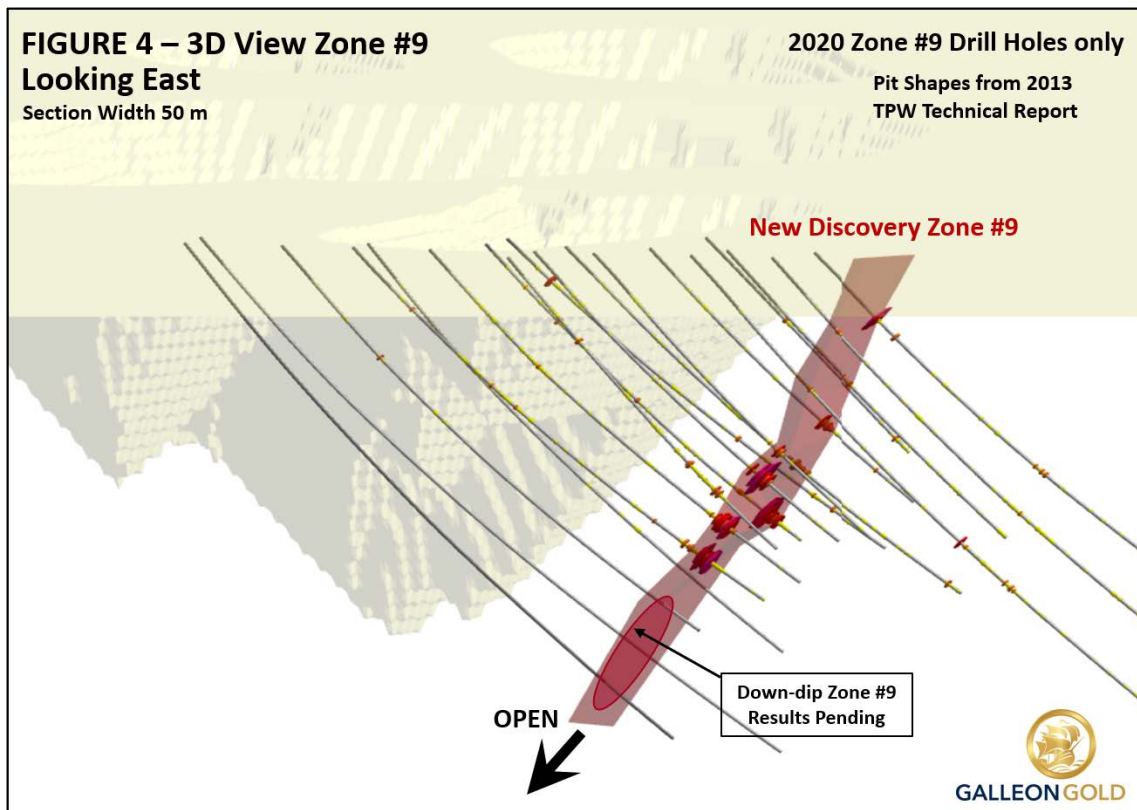 FIGURE 4 – 3D View Zone #9
Looking East
Section Width 50 m
2020 Zone #9 Drill Holes only
Pit Shapes from 2013
TPW Technical Report
New Discovery Zone #9
Down-dip Zone #9
Results Pending
OPEN
GALLEON GOLD